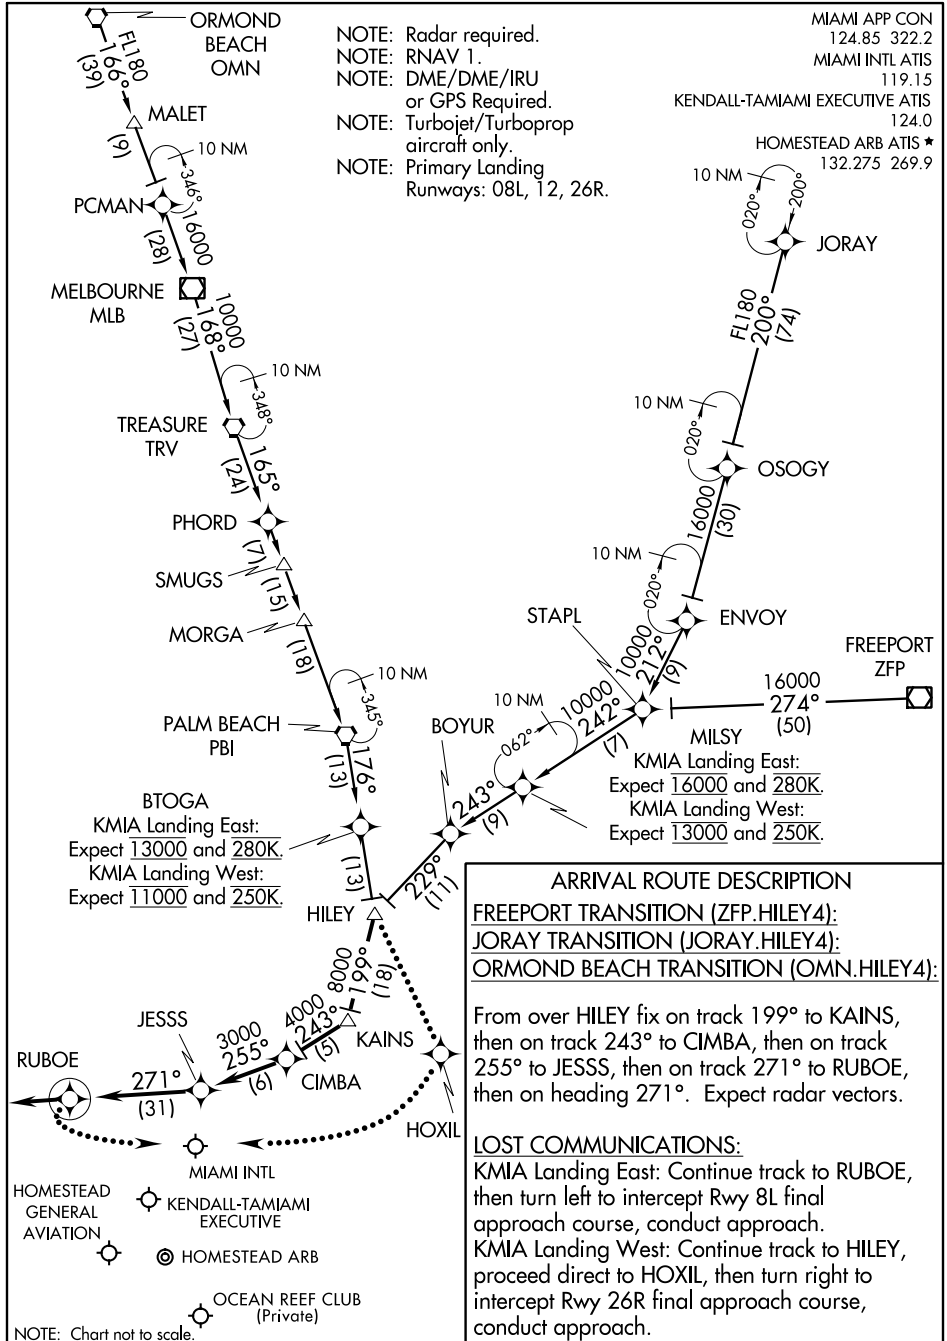 ORMOND
BEACH
OMN
FL180
166°
(39)
MALET
(9)
10 NM
346°
PCMAN
16000
(28)
MELBOURNE
MLB
10000
168°
(27)
10 NM
348°
TREASURE
TRV
165°
(24)
PHORD
(7)
SMUGS
(15)
MORGA
(18)
10 NM
345°
PALM BEACH
PBI
176°
(13)
BTOGA
KMIA Landing East:
Expect 13000 and 280K.
KMIA Landing West:
Expect 11000 and 250K.
(13)
HILEY
NOTE: Radar required.
NOTE: RNAV 1.
NOTE: DME/DME/IRU
or GPS Required.
NOTE: Turbojet/Turboprop
aircraft only.
NOTE: Primary Landing
Runways: 08L, 12, 26R.
MIAMI APP CON
124.85 322.2
MIAMI INTL ATIS
119.15
KENDALL-TAMIAMI EXECUTIVE ATIS
124.0
HOMESTEAD ARB ATIS ★
132.275 269.9
10 NM
020°
200°
JORAY
FL180
200°
(74)
10 NM
020°
OSOGY
16000
(30)
10 NM
020°
ENVOY
STAPL
10000
212°
(9)
FREEPORT
ZFP
16000
274°
(50)
10000
242°
(7)
10 NM
062°
MILSY
KMIA Landing East:
Expect 16000 and 280K.
KMIA Landing West:
Expect 13000 and 250K.
BOYUR
243°
(9)
229°
(11)
8000
199°
(18)
KAINS
4000
243°
(5)
CIMBA
3000
255°
(6)
JESSS
271°
(31)
RUBOE
HOXIL
MIAMI INTL
KENDALL-TAMIAMI
EXECUTIVE
HOMESTEAD
GENERAL
AVIATION
HOMESTEAD ARB
OCEAN REEF CLUB
(Private)
NOTE: Chart not to scale.
ARRIVAL ROUTE DESCRIPTION
FREEPORT TRANSITION (ZFP.HILEY4):
JORAY TRANSITION (JORAY.HILEY4):
ORMOND BEACH TRANSITION (OMN.HILEY4):
From over HILEY fix on track 199° to KAINS,
then on track 243° to CIMBA, then on track
255° to JESSS, then on track 271° to RUBOE,
then on heading 271°. Expect radar vectors.
LOST COMMUNICATIONS:
KMIA Landing East: Continue track to RUBOE,
then turn left to intercept Rwy 8L final
approach course, conduct approach.
KMIA Landing West: Continue track to HILEY,
proceed direct to HOXIL, then turn right to
intercept Rwy 26R final approach course,
conduct approach.